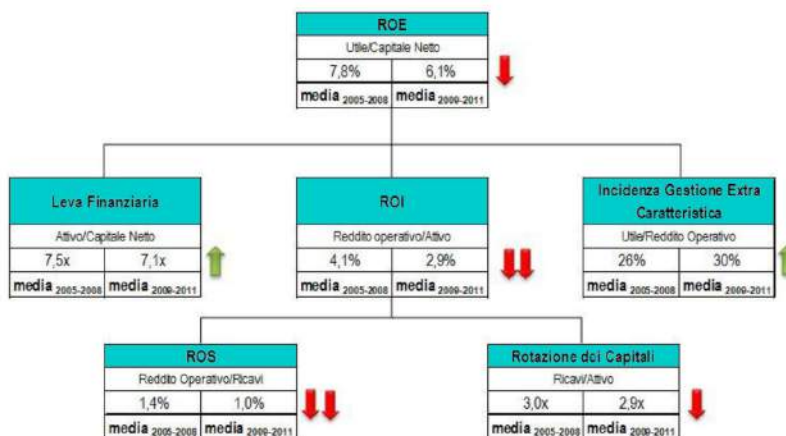 ROE
Utile/Capitale Netto
7,8% 6,1%
media 2005-2008 media 2009-2011
Leva Finanziaria
Attivo/Capitale Netto
7,5x 7,1x
media 2005-2008 media 2009-2011
ROI
Reddito operativo/Attivo
4,1% 2,9%
media 2005-2008 media 2009-2011
Incidenza Gestione Extra
Caratteristica
Utile/Reddito Operativo
26% 30%
media 2005-2008 media 2009-2011
ROS
Reddito Operativo/Ricavi
1,4% 1,0%
media 2005-2008 media 2009-2011
Rotazione dei Capitali
Ricavi/Attivo
3,0x 2,9x
media 2005-2008 media 2009-2011